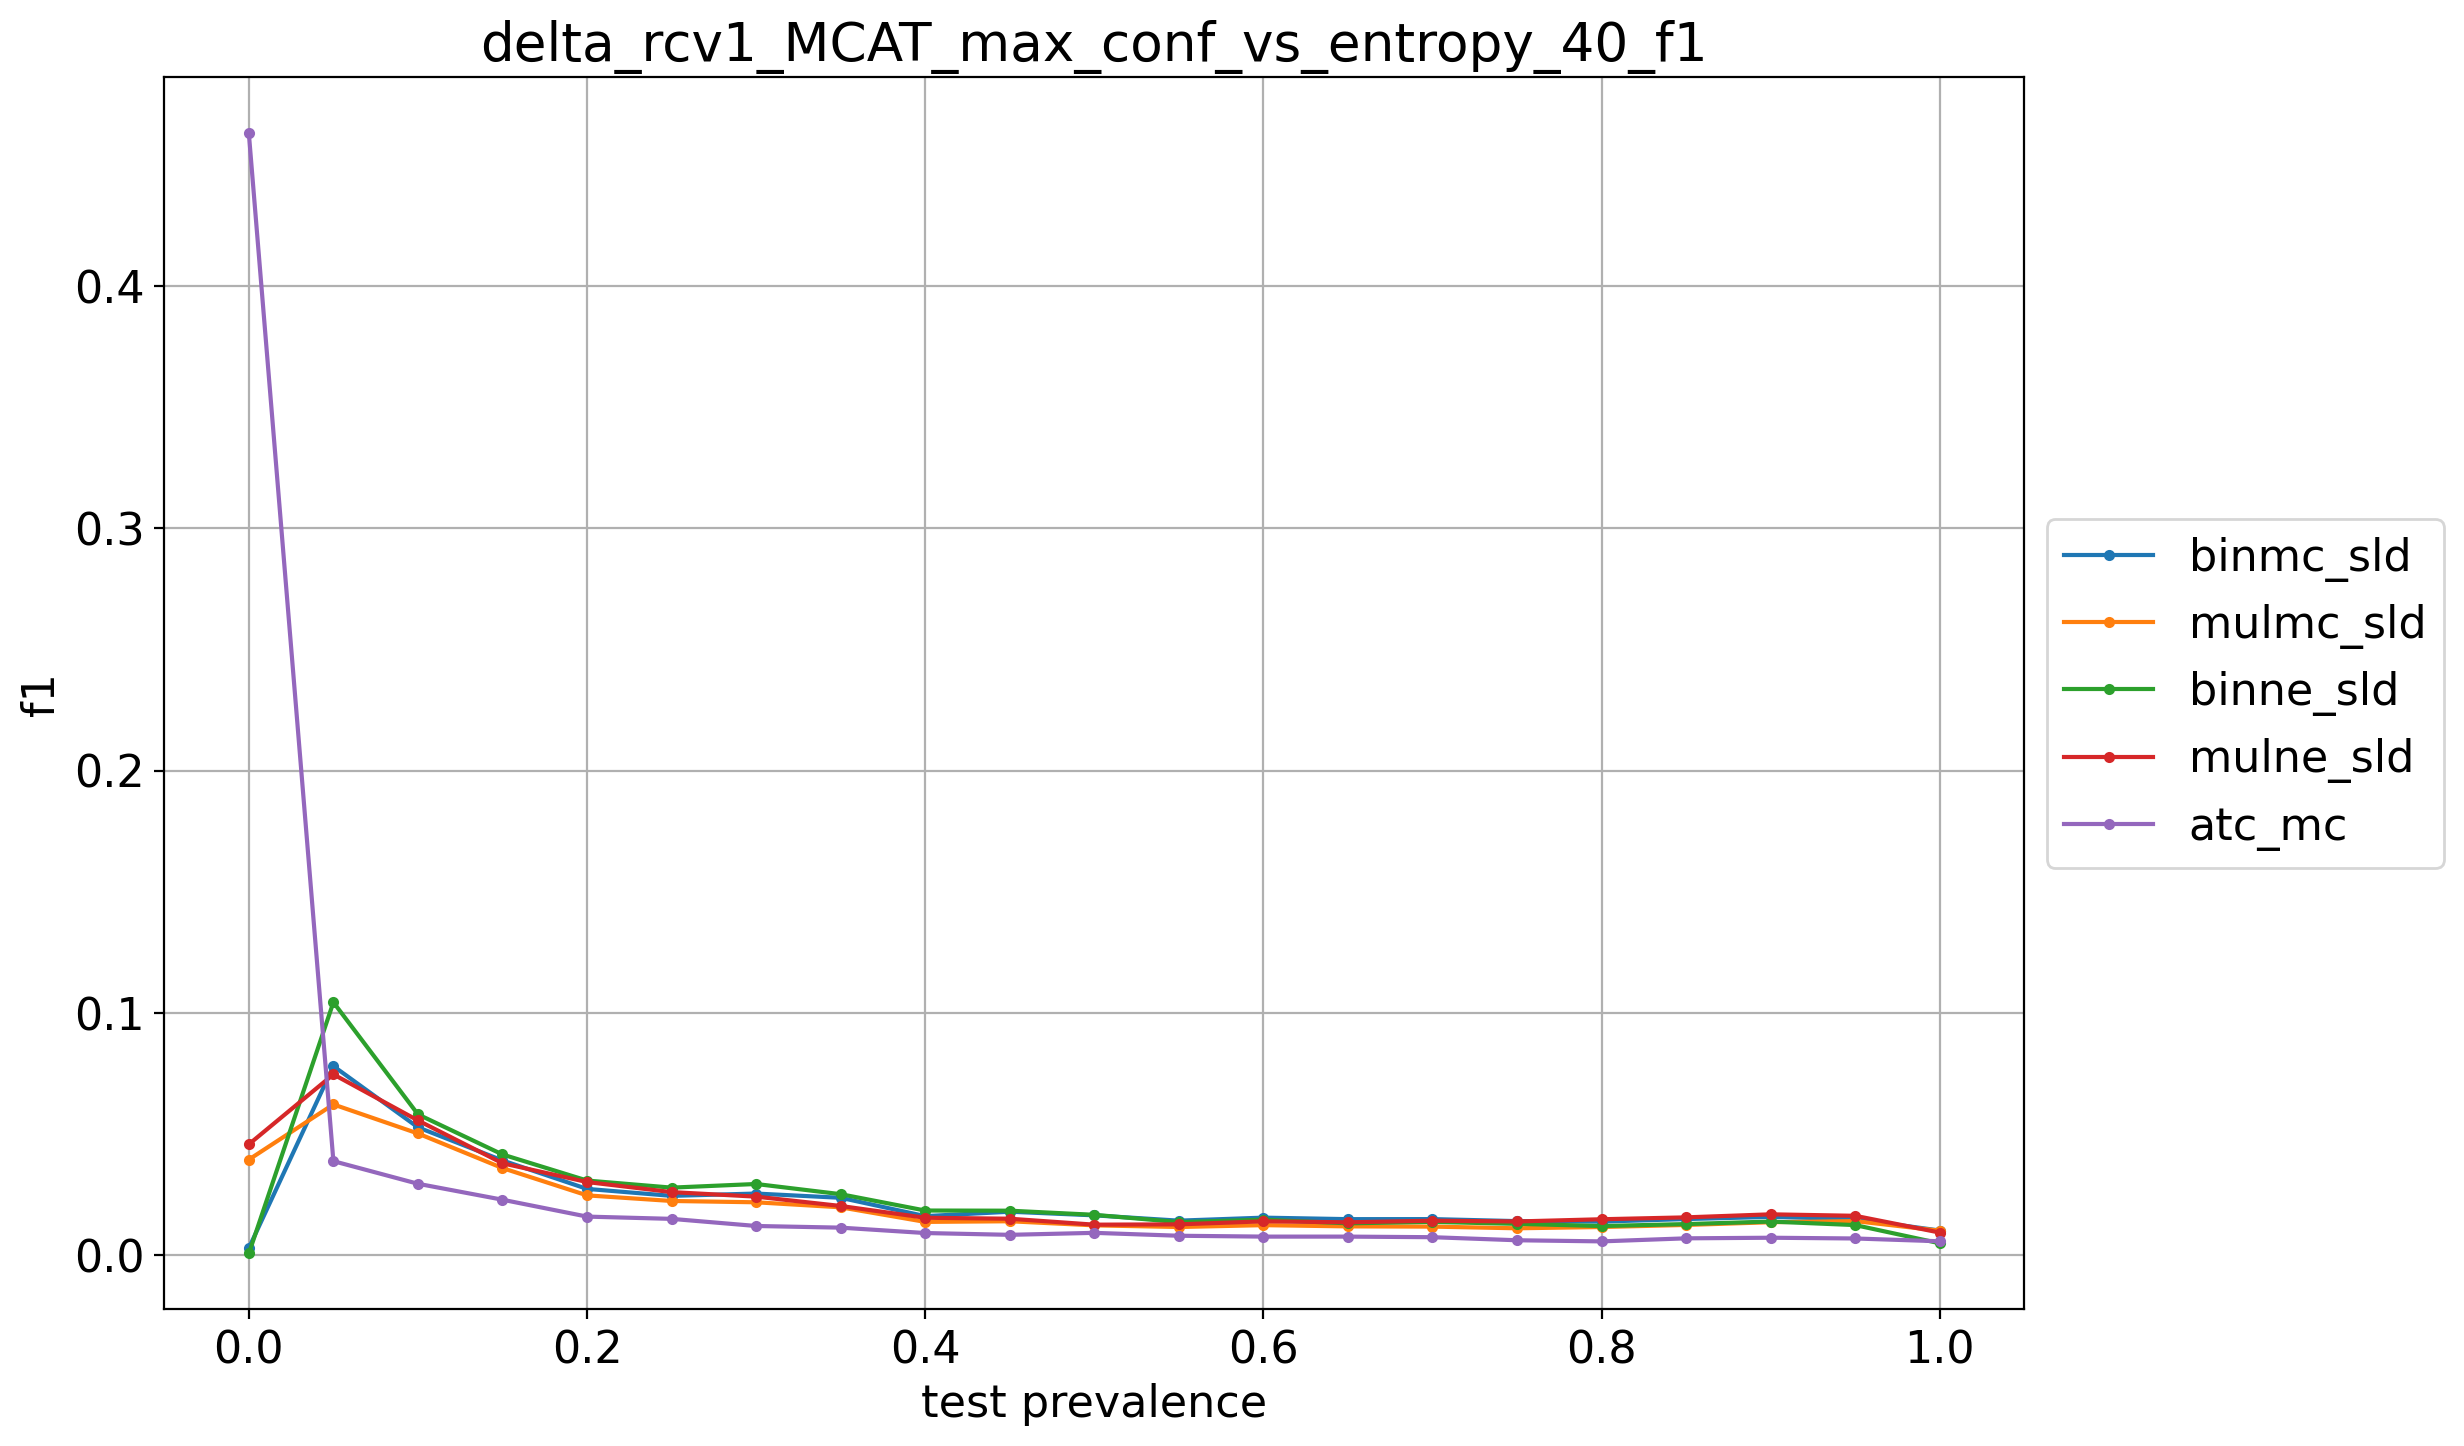 delta_rcv1_MCAT_max_conf_vs_entropy_40_f1
f1
0.4
0.3
0.2
0.1
0.0
0.0 0.2 0.4 0.6 0.8 1.0
test prevalence
binmc_sld
mulmc_sld
binne_sld
mulne_sld
atc_mc